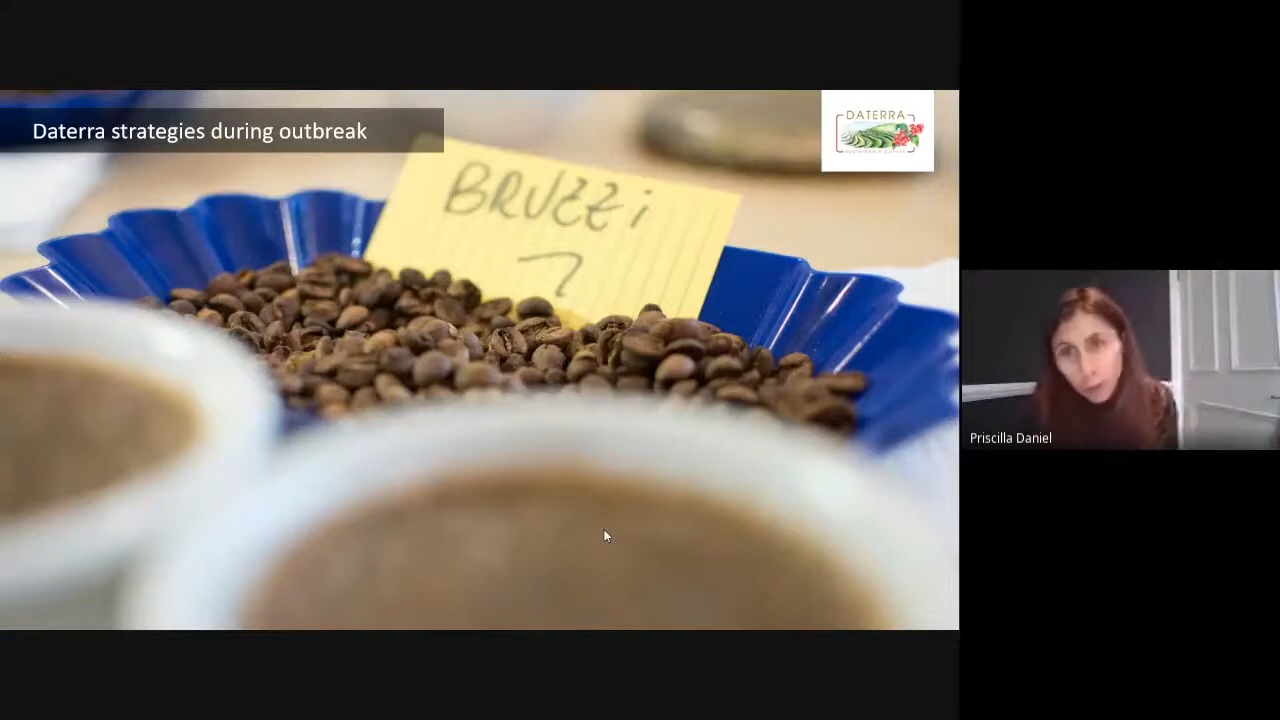 Daterra strategies during outbreak
DATERRA
BRUZZi
7
Priscilla Daniel